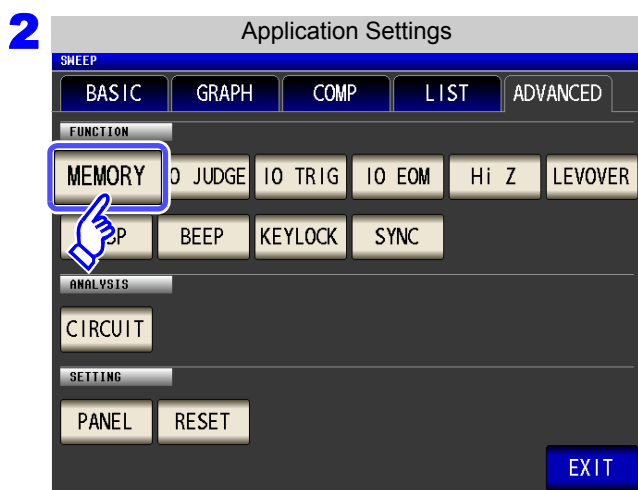 2
Application Settings
SWEEP
BASIC GRAPH COMP LIST ADVANCED
FUNCTION
MEMORY O JUDGE IO TRIG IO EOM Hi Z LEVOVER
SP BEEP KEYLOCK SYNC
ANALYSIS
CIRCUIT
SETTING
PANEL RESET
EXIT